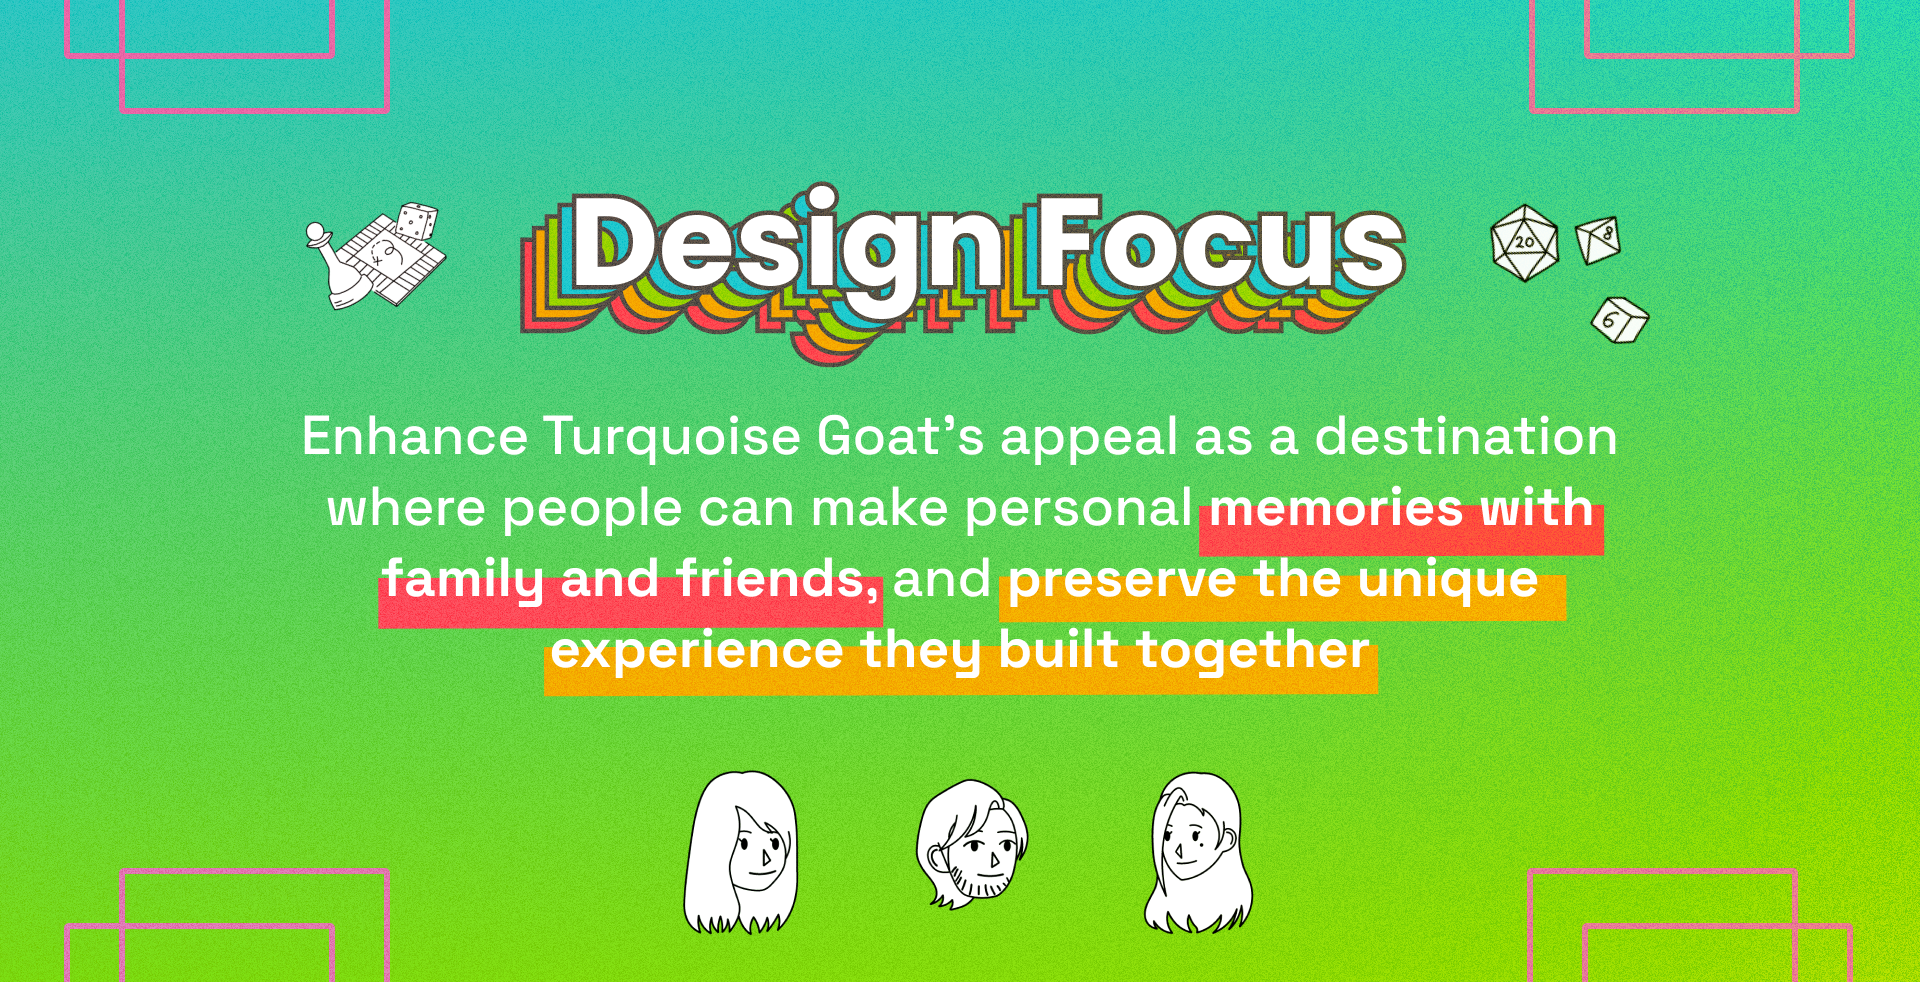 Design Focus
20
8
6
Enhance Turquoise Goat’s appeal as a destination
where people can make personal memories with
family and friends, and preserve the unique
experience they built together